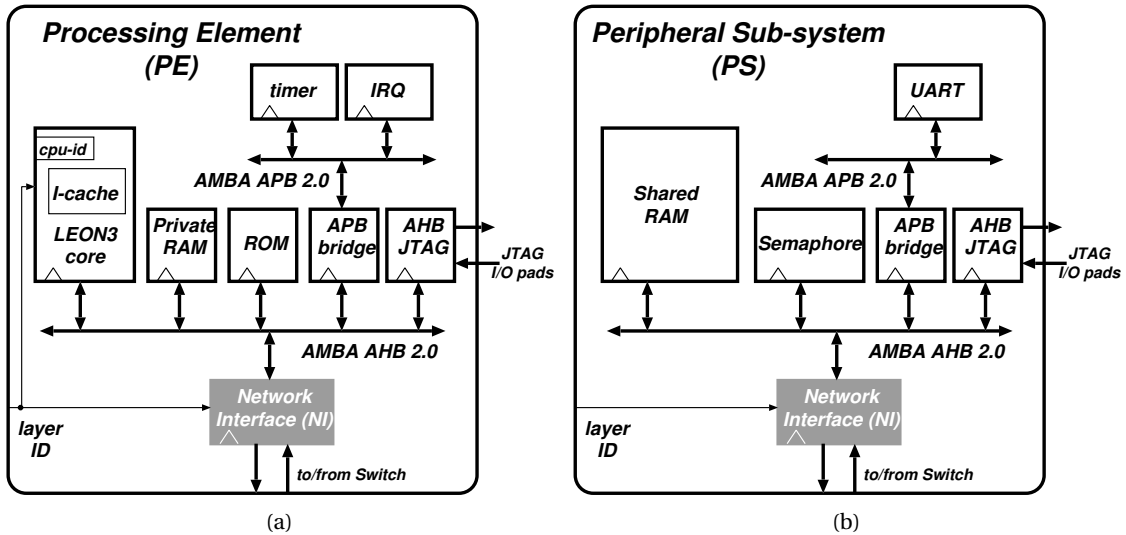 Processing Element
(PE)
timer
IRQ
cpu-id
I-cache
LEON3
core
AMBA APB 2.0
Private
RAM
ROM
APB
bridge
AHB
JTAG
JTAG
I/O pads
AMBA AHB 2.0
Network
Interface (NI)
layer
ID
to/from Switch
(a)
Peripheral Sub-system
(PS)
UART
Shared
RAM
AMBA APB 2.0
Semaphore
APB
bridge
AHB
JTAG
JTAG
I/O pads
AMBA AHB 2.0
Network
Interface (NI)
layer
ID
to/from Switch
(b)